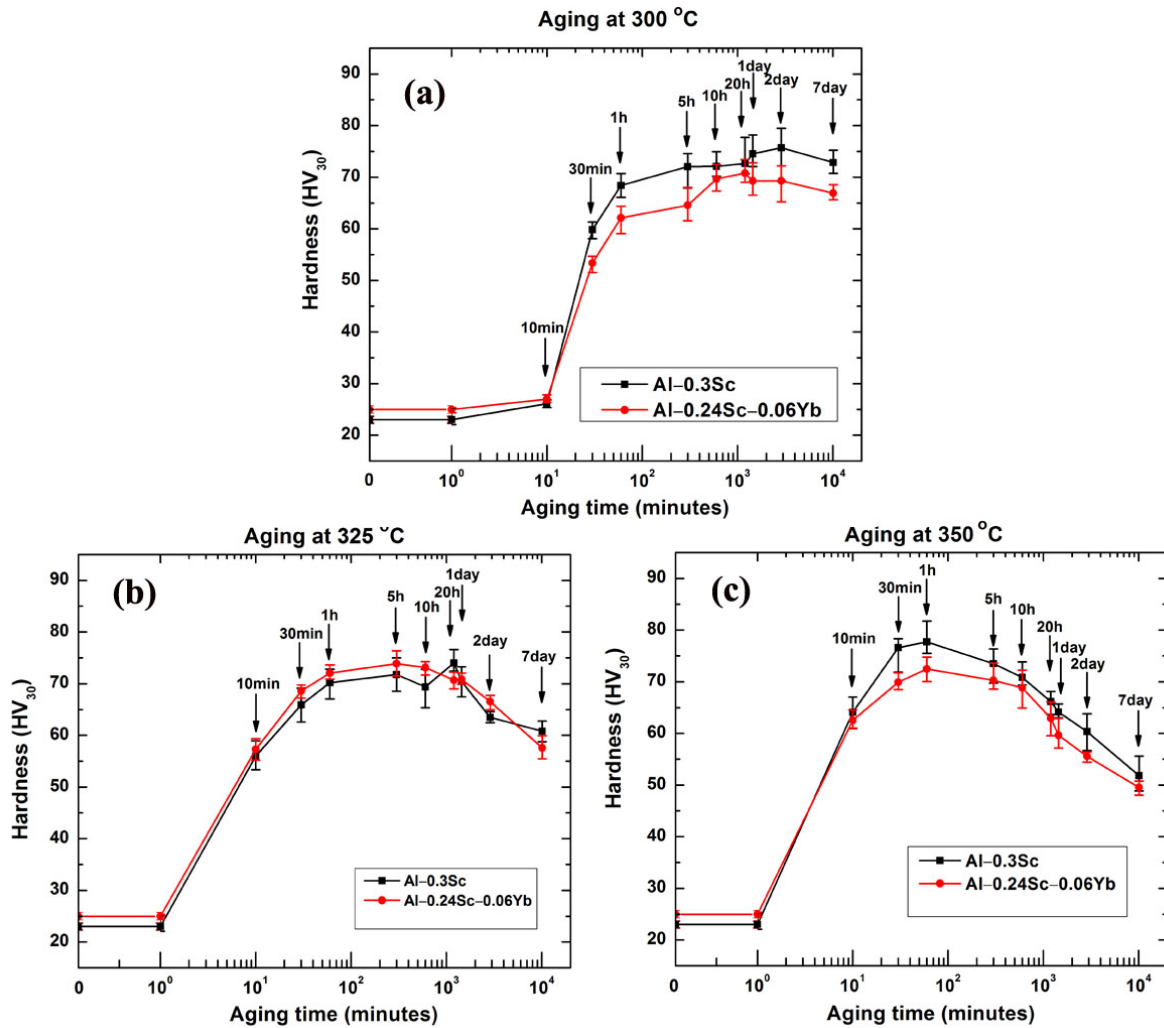 Aging at 300 °C
(a)
Hardness (HV30)
90
80
70
60
50
40
30
20
10min
30min
1h
5h
10h
20h
1day
2day
7day
Al–0.3Sc
Al–0.24Sc–0.06Yb
0 10^0 10^1 10^2 10^3 10^4
Aging time (minutes)
Aging at 325 °C
(b)
Hardness (HV30)
90
80
70
60
50
40
30
20
10min
30min
1h
5h
10h
20h
1day
2day
7day
Al–0.3Sc
Al–0.24Sc–0.06Yb
0 10^0 10^1 10^2 10^3 10^4
Aging time (minutes)
Aging at 350 °C
(c)
Hardness (HV30)
90
80
70
60
50
40
30
20
10min
30min
1h
5h
10h
20h
1day
2day
7day
Al–0.3Sc
Al–0.24Sc–0.06Yb
0 10^0 10^1 10^2 10^3 10^4
Aging time (minutes)